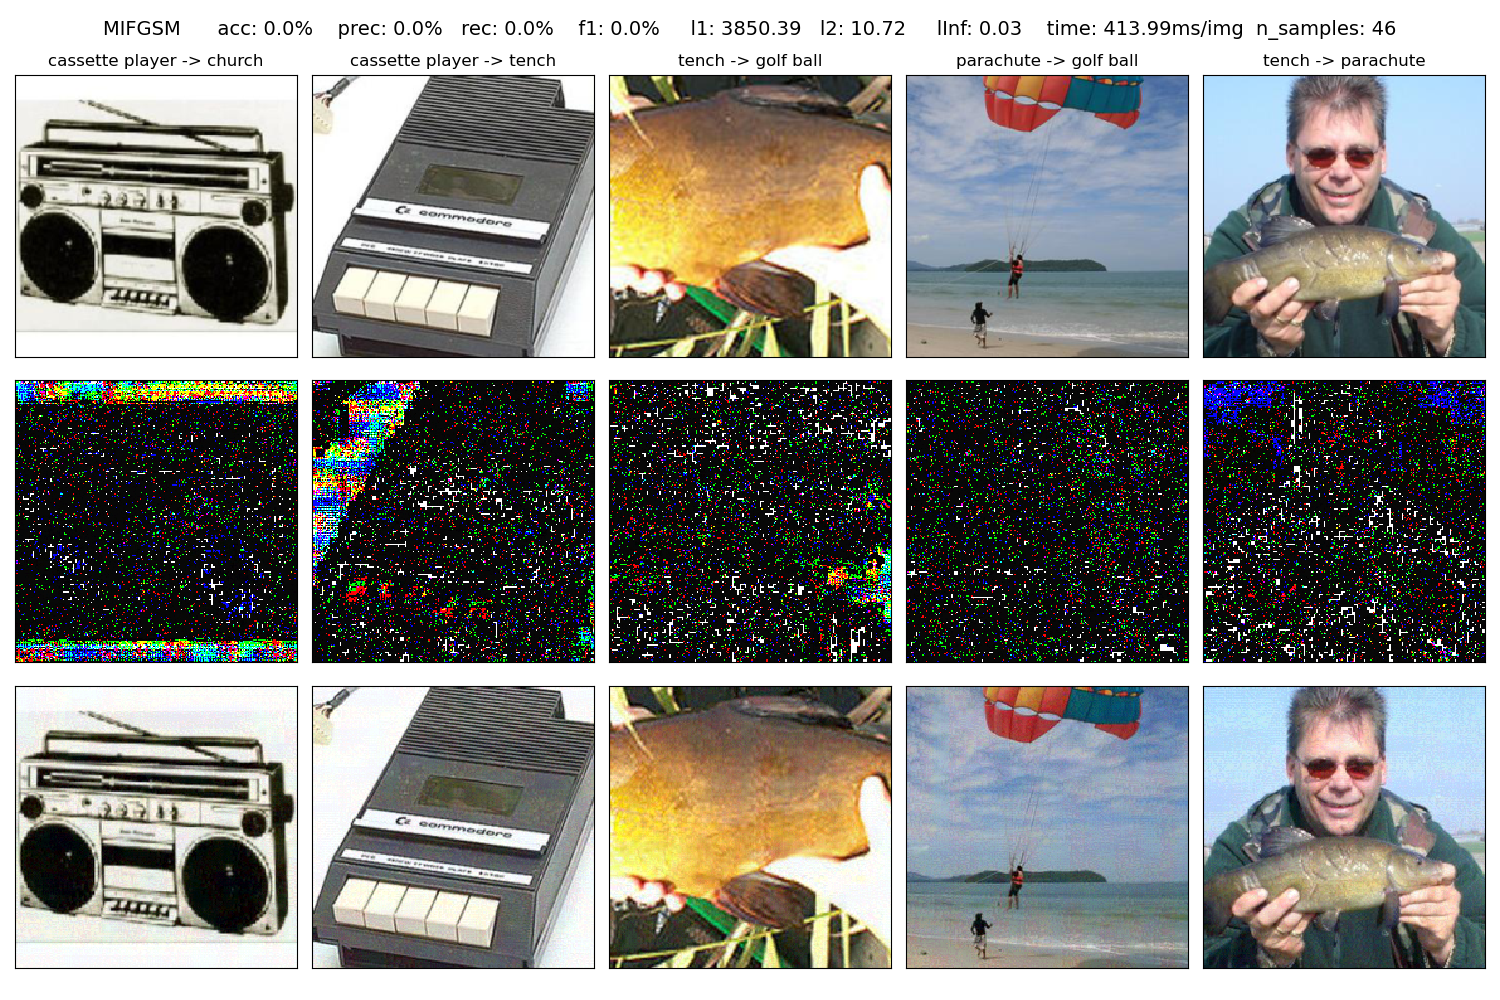 MIFGSM acc: 0.0% prec: 0.0% rec: 0.0% f1: 0.0% l1: 3850.39 l2: 10.72 lInf: 0.03 time: 413.99ms/img n_samples: 46
cassette player -> church
cassette player -> tench
tench -> golf ball
parachute -> golf ball
tench -> parachute
commodore
commodore